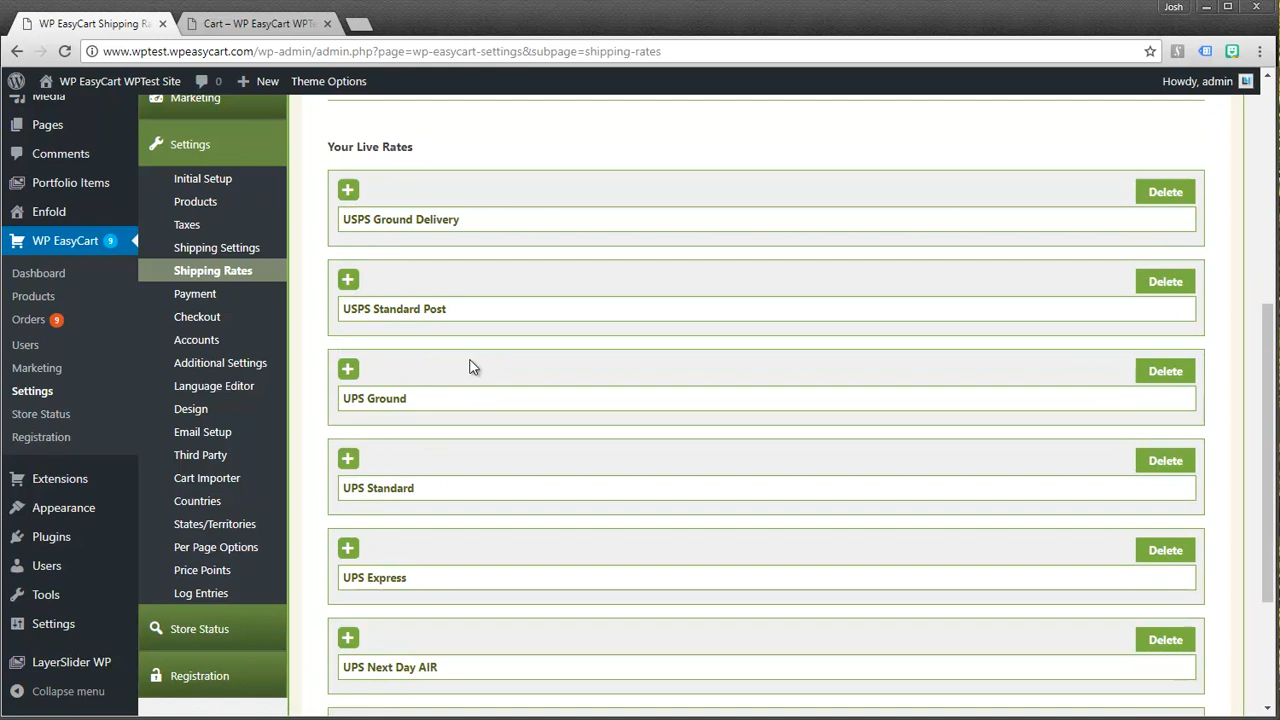 Josh
WP EasyCart Shipping Ra
Cart – WP EasyCart WPTe
www.wptest.wpeasycart.com/wp-admin/admin.php?page=wp-easycart-settings&subpage=shipping-rates
WP EasyCart WPTest Site
0
New
Theme Options
Howdy, admin
Media
Pages
Comments
Portfolio Items
Enfold
WP EasyCart 9
Dashboard
Products
Orders 9
Users
Marketing
Settings
Store Status
Registration
Extensions
Appearance
Plugins
Users
Tools
Settings
LayerSlider WP
Collapse menu
Marketing
Settings
Initial Setup
Products
Taxes
Shipping Settings
Shipping Rates
Payment
Checkout
Accounts
Additional Settings
Language Editor
Design
Email Setup
Third Party
Cart Importer
Countries
States/Territories
Per Page Options
Price Points
Log Entries
Store Status
Registration
Your Live Rates
Delete
USPS Ground Delivery
Delete
USPS Standard Post
Delete
UPS Ground
Delete
UPS Standard
Delete
UPS Express
Delete
UPS Next Day AIR